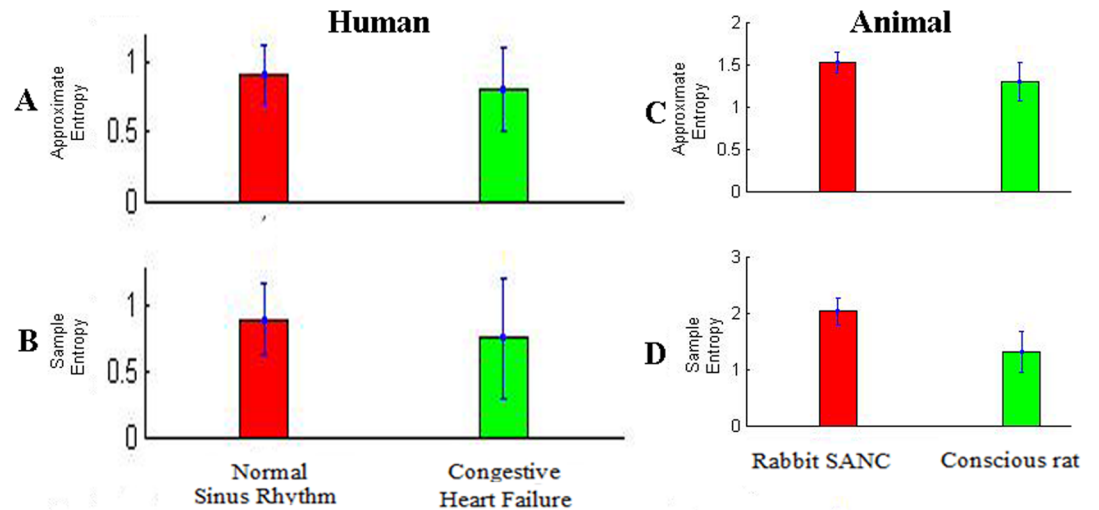 Human
Animal
A
Approximate
Entropy
1
0.5
0
C
Approximate
Entropy
2
1.5
1
0.5
0
B
Sample
Entropy
1
0.5
0
D
Sample
Entropy
3
2
1
0
Normal
Sinus Rhythm
Congestive
Heart Failure
Rabbit SANC
Conscious rat